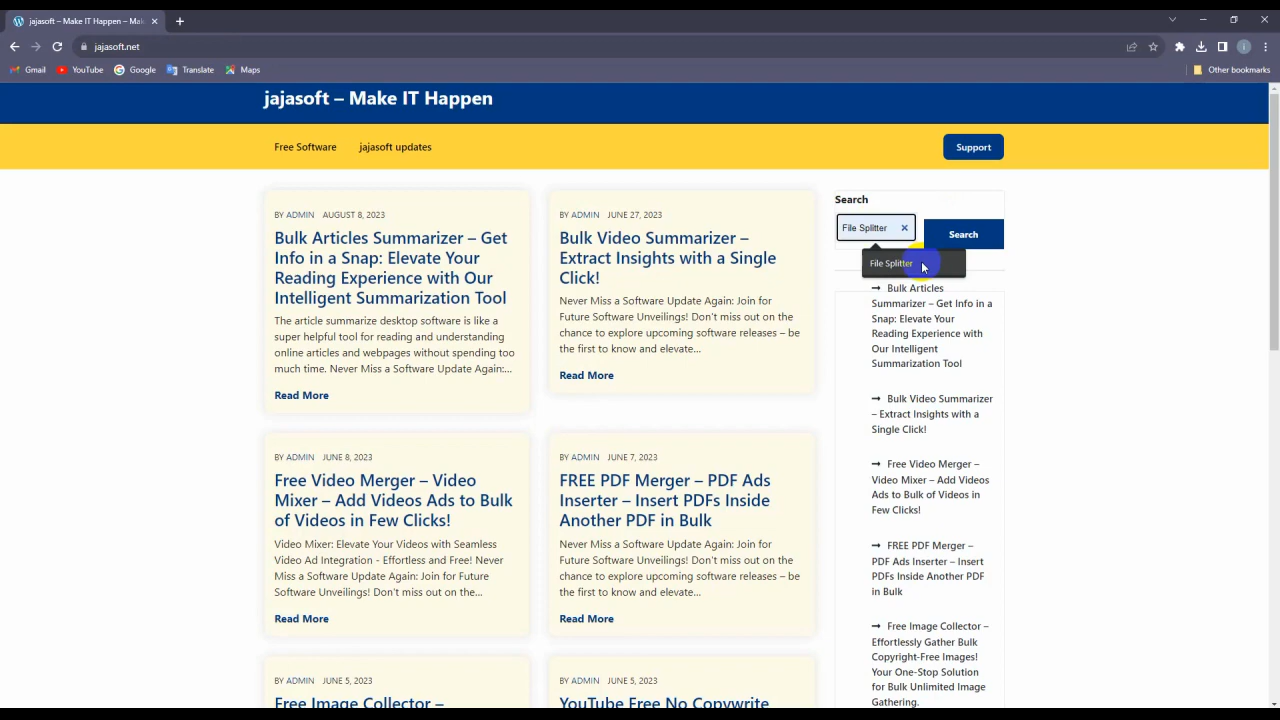 jajasoft – Make IT Happen – Mak
jajasoft.net
Gmail
YouTube
Google
Translate
Maps
Other bookmarks
jajasoft – Make IT Happen
Free Software
jajasoft updates
Support
BY ADMIN AUGUST 8, 2023
Bulk Articles Summarizer – Get
Info in a Snap: Elevate Your
Reading Experience with Our
Intelligent Summarization Tool
The article summarize desktop software is like a
super helpful tool for reading and understanding
online articles and webpages without spending too
much time. Never Miss a Software Update Again:...
Read More
BY ADMIN JUNE 27, 2023
Bulk Video Summarizer –
Extract Insights with a Single
Click!
Never Miss a Software Update Again: Join for
Future Software Unveilings! Don't miss out on the
chance to explore upcoming software releases – be
the first to know and elevate...
Read More
BY ADMIN JUNE 8, 2023
Free Video Merger – Video
Mixer – Add Videos Ads to Bulk
of Videos in Few Clicks!
Video Mixer: Elevate Your Videos with Seamless
Video Ad Integration - Effortless and Free! Never
Miss a Software Update Again: Join for Future
Software Unveilings! Don't miss out on the...
Read More
BY ADMIN JUNE 7, 2023
FREE PDF Merger – PDF Ads
Inserter – Insert PDFs Inside
Another PDF in Bulk
Never Miss a Software Update Again: Join for
Future Software Unveilings! Don't miss out on the
chance to explore upcoming software releases – be
the first to know and elevate...
Read More
BY ADMIN JUNE 5, 2023
Free Image Collector –
BY ADMIN JUNE 5, 2023
YouTube Free No Copywrite
Search
File Splitter
Search
File Splitter
Bulk Articles
Summarizer – Get Info in a
Snap: Elevate Your
Reading Experience with
Our Intelligent
Summarization Tool
Bulk Video Summarizer
– Extract Insights with a
Single Click!
Free Video Merger –
Video Mixer – Add Videos
Ads to Bulk of Videos in
Few Clicks!
FREE PDF Merger –
PDF Ads Inserter – Insert
PDFs Inside Another PDF
in Bulk
Free Image Collector –
Effortlessly Gather Bulk
Copyright-Free Images!
Your One-Stop Solution
for Bulk Unlimited Image
Gathering.